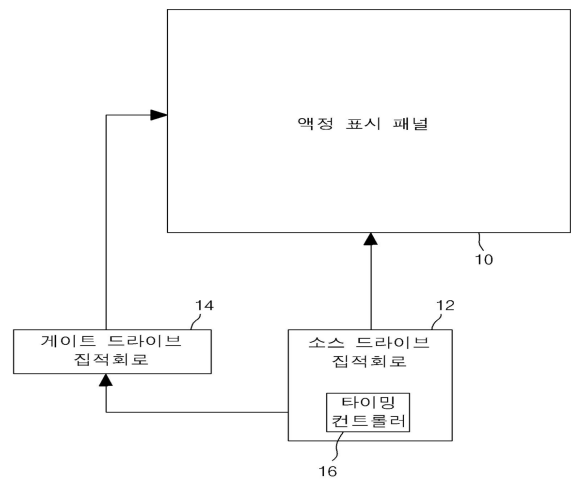 액정 표시 패널
10
14
게이트 드라이브
집적회로
12
소스 드라이브
집적회로
타이밍
컨트롤러
16